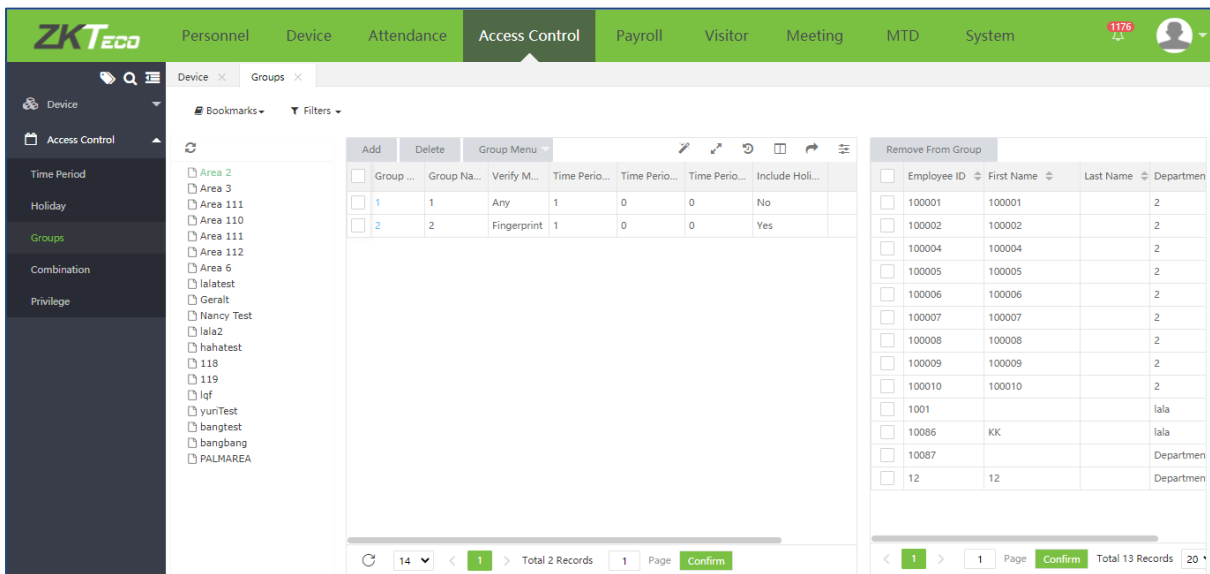 ZKTECO Personnel Device Attendance Access Control Payroll Visitor Meeting MTD System 1176
Device Groups
Device
Bookmarks Filters
Access Control
Time Period
Holiday
Groups
Combination
Privilege
Area 2
Area 3
Area 111
Area 110
Area 111
Area 112
Area 6
lalatest
Geralt
Nancy Test
lala2
hahatest
118
119
lqf
yuriTest
bangtest
bangbang
PALMAREA
Add Delete Group Menu
Group ... Group Na... Verify M... Time Perio... Time Perio... Time Perio... Include Holi...
1 1 Any 1 0 0 No
2 2 Fingerprint 1 0 0 Yes
14 1 Total 2 Records 1 Page Confirm
Remove From Group
Employee ID First Name Last Name Departmen
100001 100001 2
100002 100002 2
100004 100004 2
100005 100005 2
100006 100006 2
100007 100007 2
100008 100008 2
100009 100009 2
100010 100010 2
1001 lala
10086 KK lala
10087 Departmen
12 12 Departmen
1 1 Page Confirm Total 13 Records 20